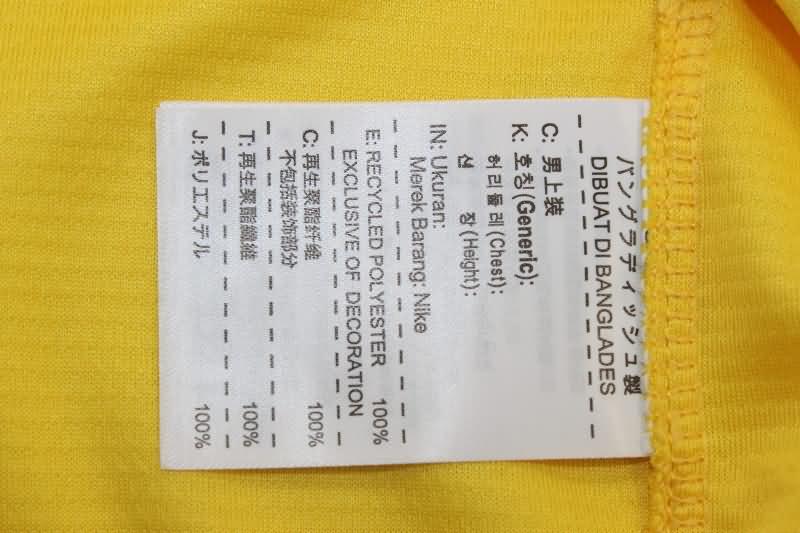 バングラディッシュ製
DIBUAT DI BANGLADES
C: 男上装
K: 호칭(Generic):
허리둘레(Chest):
신 장(Height):
IN: Ukuran:
Merek Barang: Nike
E: RECYCLED POLYESTER 100%
EXCLUSIVE OF DECORATION
C: 再生聚酯纤维 100%
不包括装饰部分
T: 再生聚酯纖維 100%
J: ポリエステル 100%